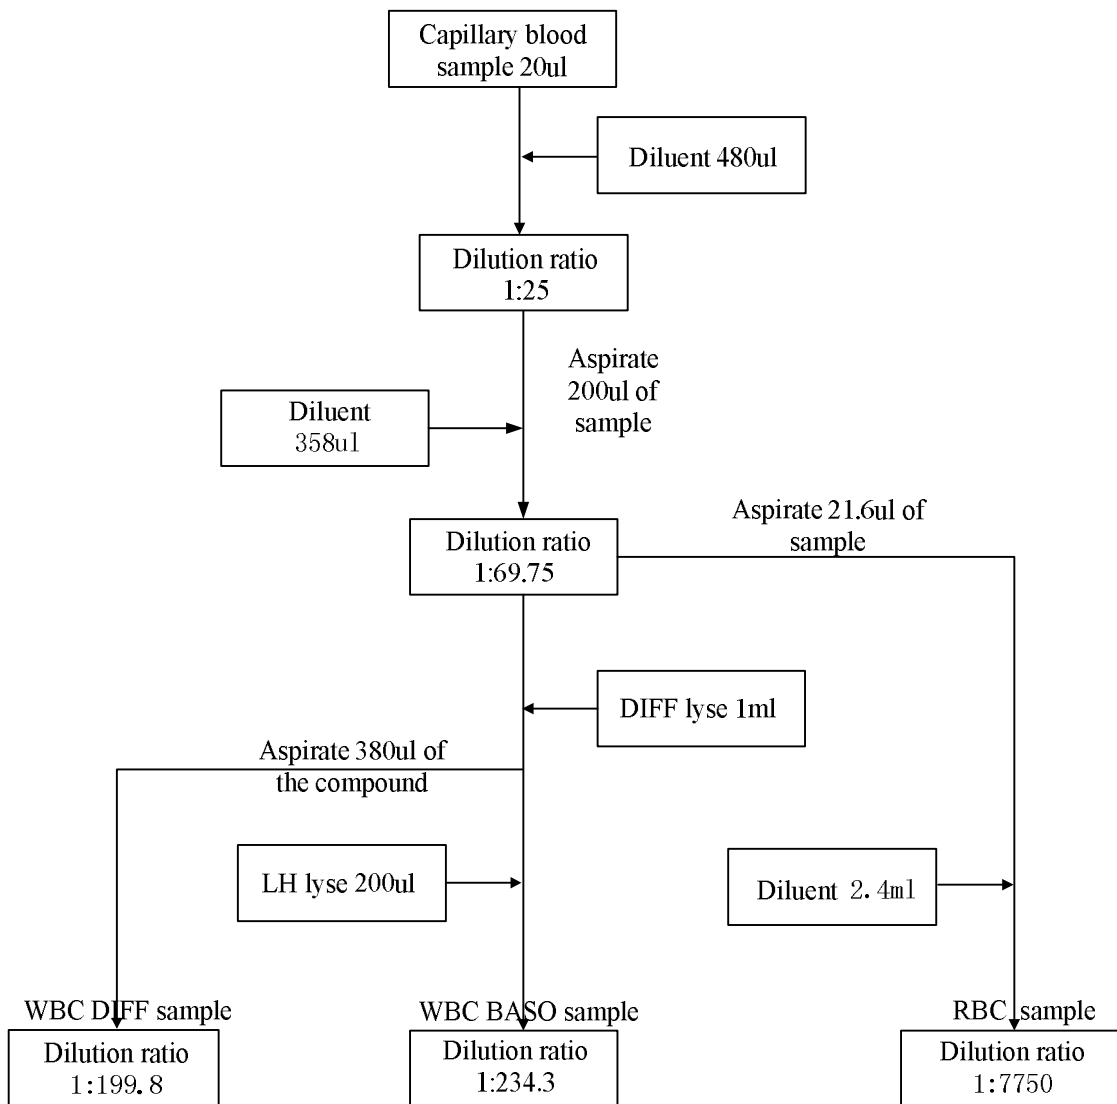 Capillary blood
sample 20ul
Diluent 480ul
Dilution ratio
1:25
Aspirate
200ul of
sample
Diluent
358ul
Aspirate 21.6ul of
sample
Dilution ratio
1:69.75
DIFF lyse 1ml
Aspirate 380ul of
the compound
LH lyse 200ul
Diluent 2.4ml
WBC DIFF sample
WBC BASO sample
RBC sample
Dilution ratio
1:199.8
Dilution ratio
1:234.3
Dilution ratio
1:7750